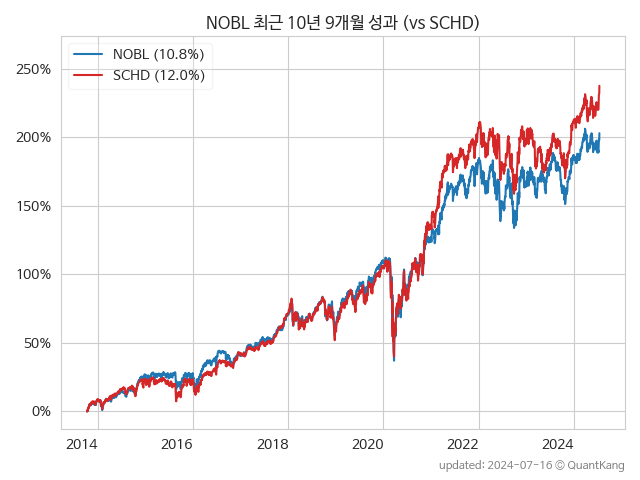 NOBL 최근 10년 9개월 성과 (vs SCHD)
NOBL (10.8%)
SCHD (12.0%)
250%
200%
150%
100%
50%
0%
2014 2016 2018 2020 2022 2024
updated: 2024-07-16 © QuantKang